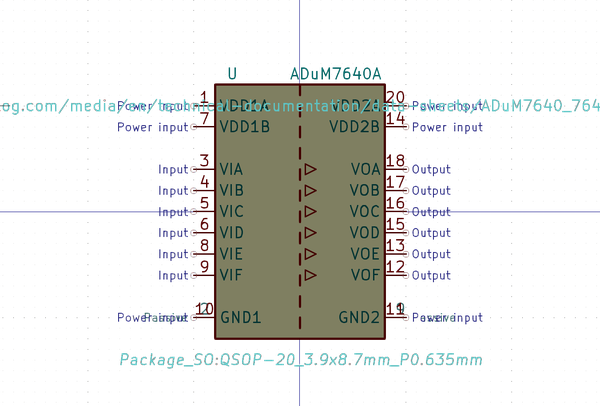 U ADuM7640A
Power input 1 VDD1A VDD2A 20 Power input
log.com/media/en/technical-documentation/data-sheets/ADuM7640_764
Power input 7 VDD1B VDD2B 14 Power input
Input 3 VIA VOA 18 Output
Input 4 VIB VOB 17 Output
Input 5 VIC VOC 16 Output
Input 6 VID VOD 15 Output
Input 8 VIE VOE 13 Output
Input 9 VIF VOF 12 Output
Power input 10 GND1 GND2 11 Power input
Package_SO:QSOP-20_3.9x8.7mm_P0.635mm